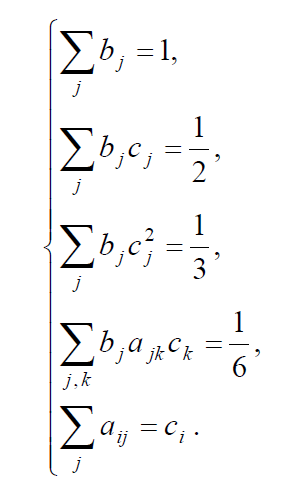 ∑_j b_j = 1,
∑_j b_j c_j = 1/2,
∑_j b_j c_j^2 = 1/3,
∑_{j,k} b_j a_{jk} c_k = 1/6,
∑_j a_{ij} = c_i .